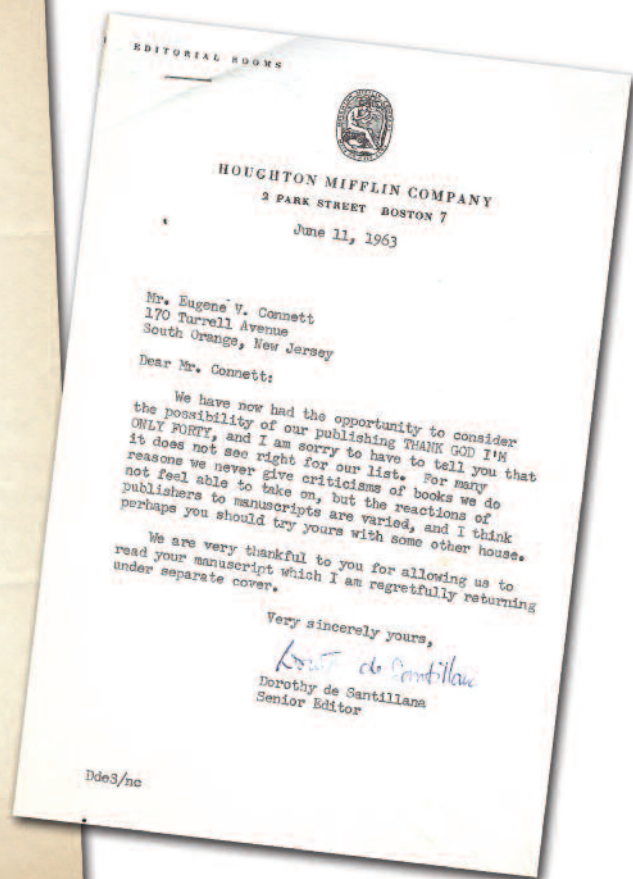 EDITORIAL ROOMS
HOUGHTON MIFFLIN COMPANY
2 PARK STREET BOSTON 7
June 11, 1963
Mr. Eugene V. Connett
170 Turrell Avenue
South Orange, New Jersey
Dear Mr. Connett:
We have now had the opportunity to consider
the possibility of our publishing THANK GOD I'M
ONLY FORTY, and I am sorry to have to tell you that
it does not see right for our list. For many
reasons we never give criticisms of books we do
not feel able to take on, but the reactions of
publishers to manuscripts are varied, and I think
perhaps you should try yours with some other house.
We are very thankful to you for allowing us to
read your manuscript which I am regretfully returning
under separate cover.
Very sincerely yours,
de Santillana
Dorothy de Santillana
Senior Editor
DdeS/nc